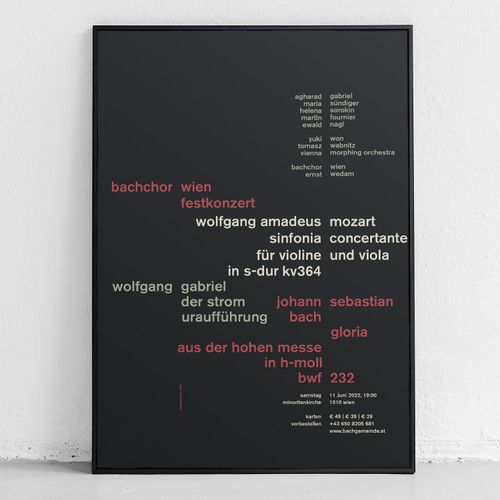 agharad gabriel
maria sündiger
helena sorokin
martin fournier
ewald nagl
yuki won
tomasz wabnitz
vienna morphing orchestra
bachchor wien
ernst wedam
bachchor wien
festkonzert
wolfgang amadeus mozart
sinfonia concertante
für violine und viola
in s-dur kv364
wolfgang gabriel
der strom
uraufführung
johann sebastian
bach
gloria
aus der hohen messe
in h-moll
bwf 232
samstag 11 Juni 2022, 19:00
minoritenkirche 1010 wien
karten € 49 | € 39 | € 29
vorbestellen +43 650 8205 681
www.bachgemeinde.at